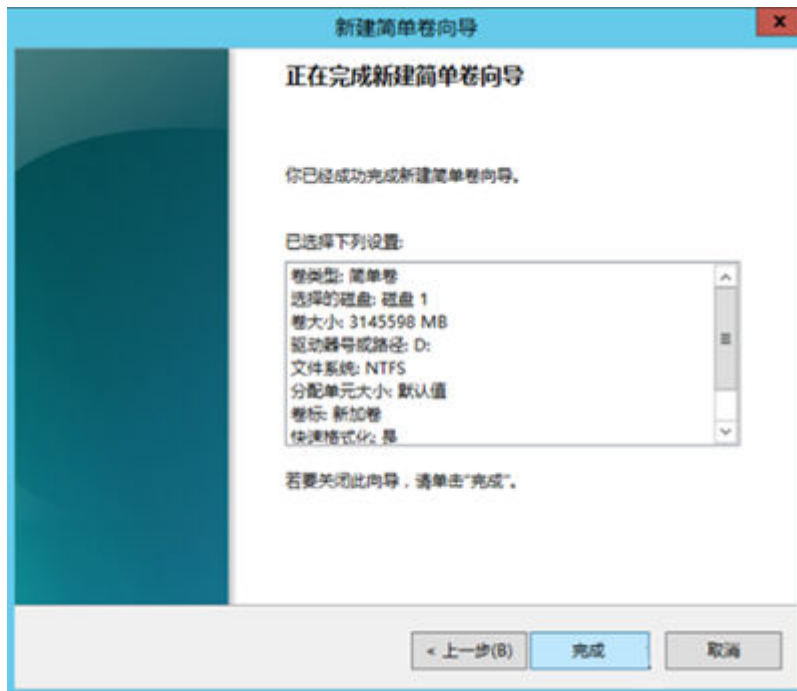 新建简单卷向导
x
正在完成新建简单卷向导
你已经成功完成新建简单卷向导。
已选择下列设置:
卷类型: 简单卷
选择的磁盘: 磁盘 1
卷大小: 3145598 MB
驱动器号或路径: D:
文件系统: NTFS
分配单元大小: 默认值
卷标: 新加卷
快速格式化: 是
若要关闭此向导，请单击"完成"。
< 上一步(B)
完成
取消